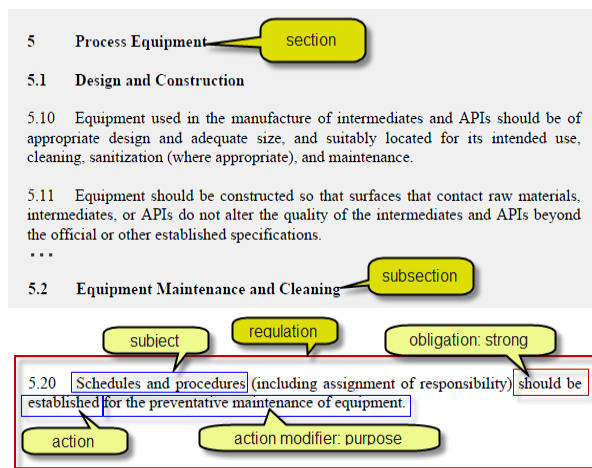 5 Process Equipment
section
5.1 Design and Construction
5.10 Equipment used in the manufacture of intermediates and APIs should be of
appropriate design and adequate size, and suitably located for its intended use,
cleaning, sanitization (where appropriate), and maintenance.
5.11 Equipment should be constructed so that surfaces that contact raw materials,
intermediates, or APIs do not alter the quality of the intermediates and APIs beyond
the official or other established specifications.
...
subsection
5.2 Equipment Maintenance and Cleaning
regulation
subject
obligation: strong
5.20 Schedules and procedures (including assignment of responsibility) should be
established for the preventative maintenance of equipment.
action
action modifier: purpose